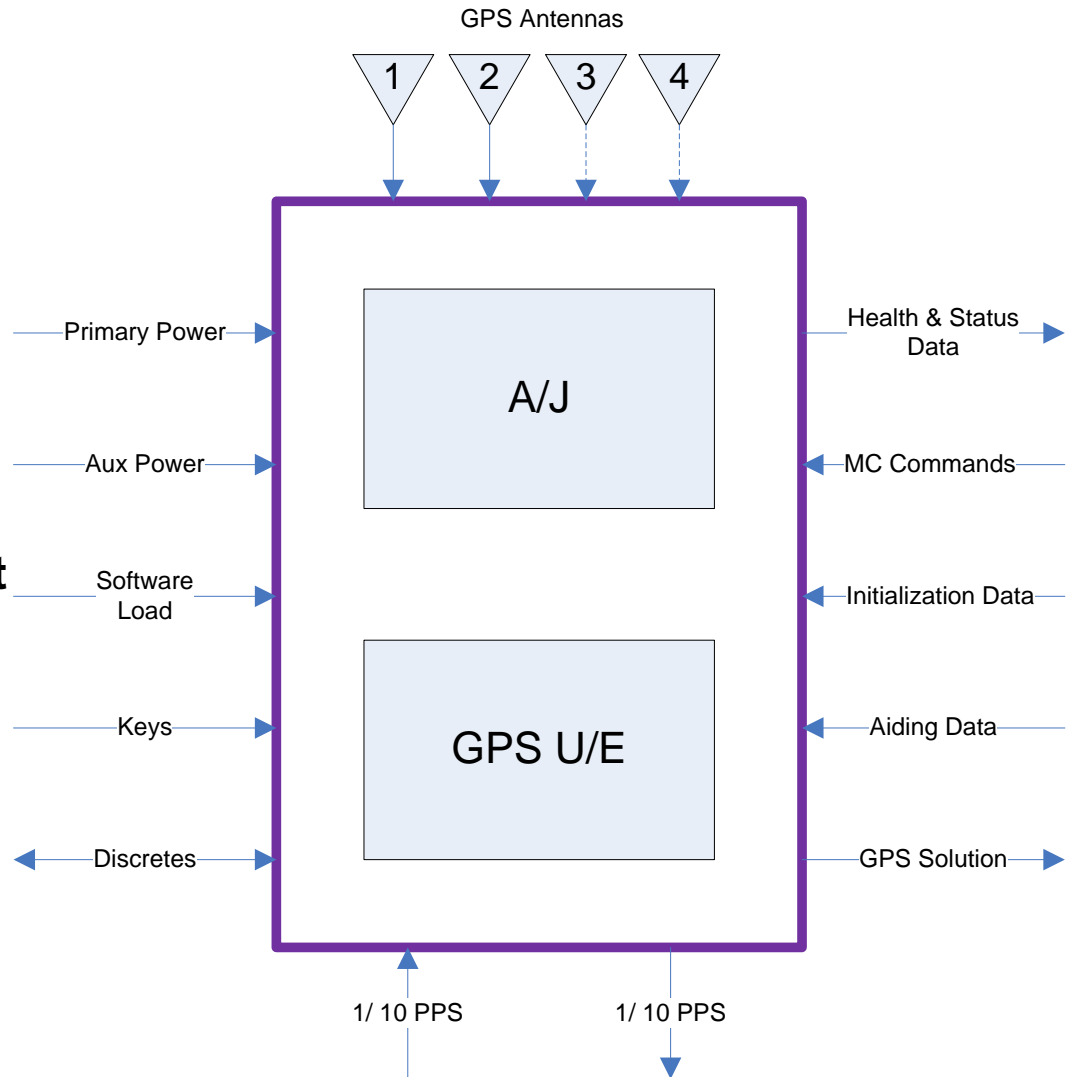 GPS Antennas
1 2 3 4
Primary Power
Aux Power
t
Software
Load
Keys
Discretes
A/J
GPS U/E
Health & Status
Data
MC Commands
Initialization Data
Aiding Data
GPS Solution
1/ 10 PPS
1/ 10 PPS